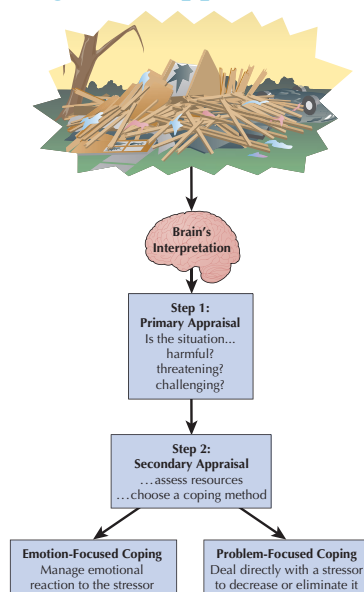 Brain's
Interpretation
Step 1:
Primary Appraisal
Is the situation...
harmful?
threatening?
challenging?
Step 2:
Secondary Appraisal
...assess resources
...choose a coping method
Emotion-Focused Coping
Manage emotional
reaction to the stressor
Problem-Focused Coping
Deal directly with a stressor
to decrease or eliminate it